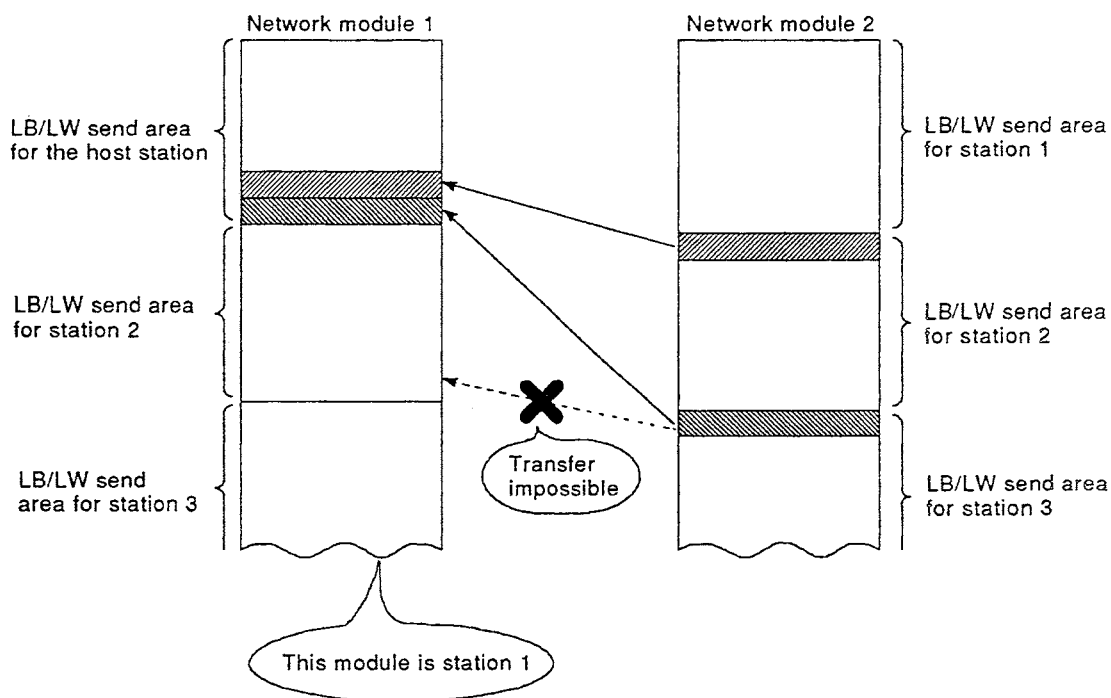 Network module 1
Network module 2
LB/LW send area
for the host station
LB/LW send area
for station 1
LB/LW send area
for station 2
LB/LW send area
for station 2
Transfer
impossible
LB/LW send
area for station 3
LB/LW send area
for station 3
This module is station 1